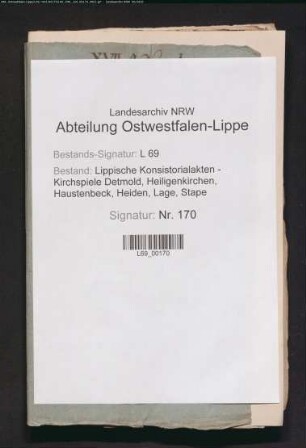 XVII
Landesarchiv NRW
Abteilung Ostwestfalen-Lippe
Bestands-Signatur: L 69
Bestand: Lippische Konsistorialakten -
Kirchspiele Detmold, Heiligenkirchen,
Haustenbeck, Heiden, Lage, Stape
Signatur: Nr. 170
L69_00170